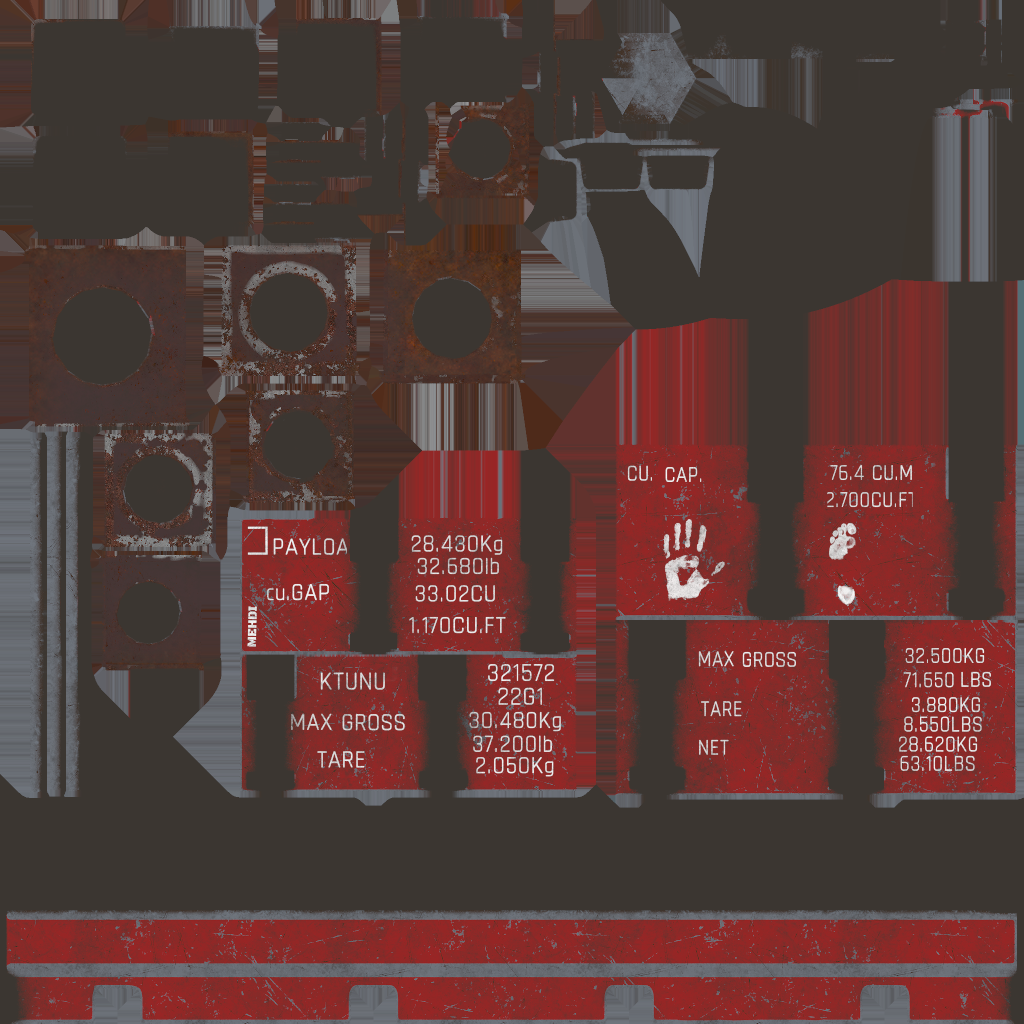 CU. CAP.
76.4 CU.M
2.700CU.FT
PAYLOA
28.430Kg
32.680lb
cu.GAP
33.02CU
1.170CU.FT
MEHDI
KTUNU
321572
22G1
MAX GROSS
30.480Kg
37.200lb
TARE
2.050Kg
MAX GROSS
32.500KG
71.650 LBS
TARE
3.880KG
8.550LBS
NET
28.620KG
63.10LBS